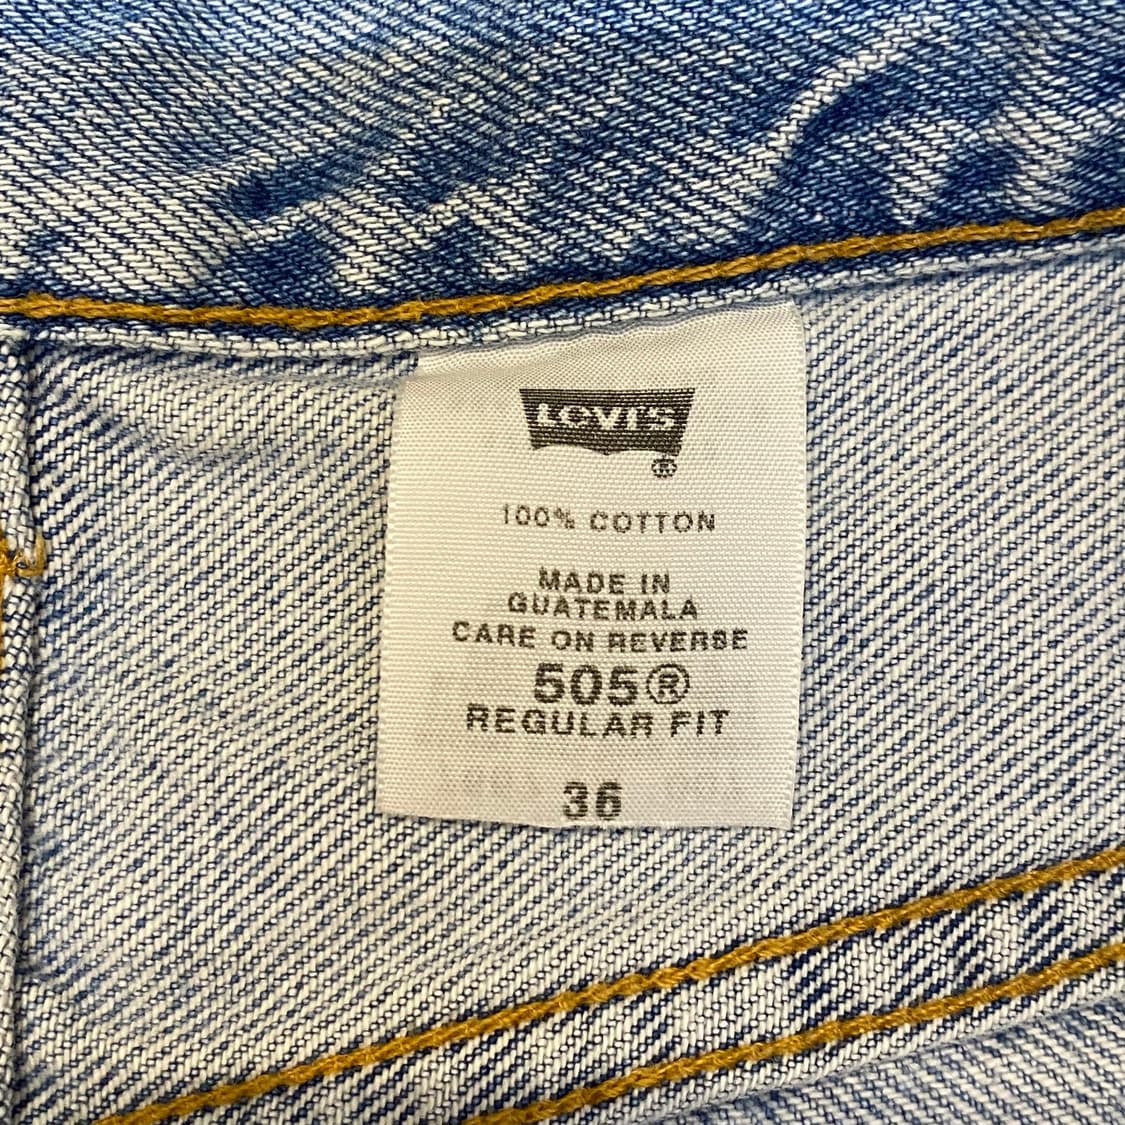 LEVI'S
®
100% COTTON
MADE IN
GUATEMALA
CARE ON REVERSE
505®
REGULAR FIT
36